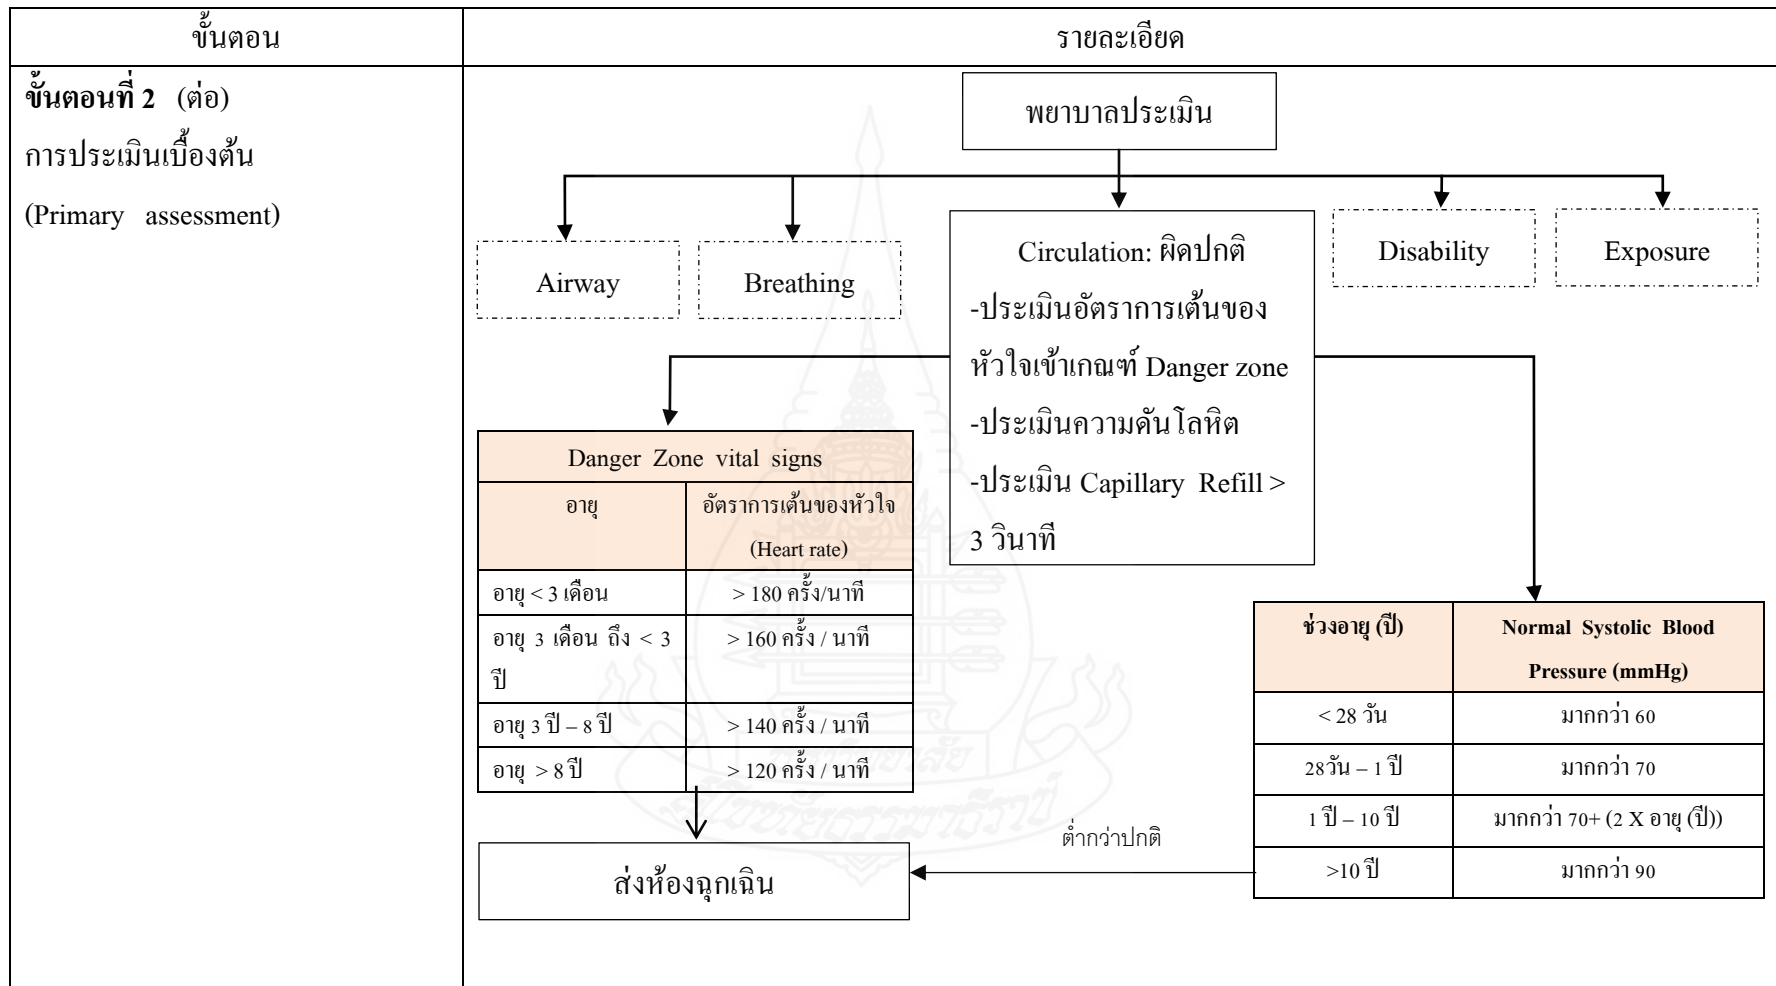 ขั้นตอน
รายละเอียด
ขั้นตอนที่ 2 (ต่อ)
การประเมินเบื้องต้น
(Primary assessment)
พยาบาลประเมิน
Airway
Breathing
Circulation: ผิดปกติ
-ประเมินอัตราการเต้นของ
หัวใจเข้าเกณฑ์ Danger zone
-ประเมินความดันโลหิต
-ประเมิน Capillary Refill >
3 วินาที
Disability
Exposure
Danger Zone vital signs
อายุ
อัตราการเต้นของหัวใจ
(Heart rate)
อายุ < 3 เดือน
> 180 ครั้ง/นาที
อายุ 3 เดือน ถึง < 3
ปี
> 160 ครั้ง / นาที
อายุ 3 ปี – 8 ปี
> 140 ครั้ง / นาที
อายุ > 8 ปี
> 120 ครั้ง / นาที
ช่วงอายุ (ปี)
Normal Systolic Blood
Pressure (mmHg)
< 28 วัน
มากกว่า 60
28วัน – 1 ปี
มากกว่า 70
1 ปี – 10 ปี
มากกว่า 70+ (2 X อายุ (ปี))
>10 ปี
มากกว่า 90
ต่ำกว่าปกติ
ส่งห้องฉุกเฉิน